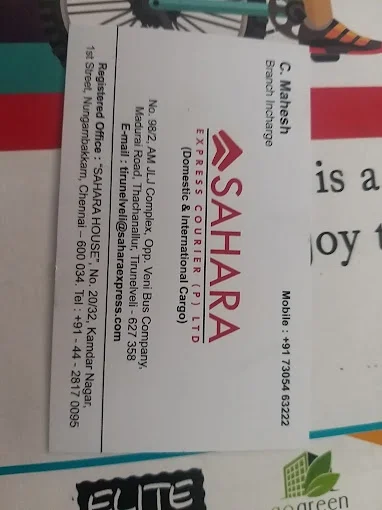 C. Mahesh
Branch Incharge
Mobile : +91 73054 63222
SAHARA
EXPRESS COURIER (P) LTD
(Domestic & International Cargo)
No. 98/2, AM JLJ Complex, Opp. Veni Bus Company,
Madurai Road, Thachanallur, Tirunelveli - 627 358
E-mail : tirunelveli@saharaexpress.com
Registered Office : "SAHARA HOUSE", No. 20/32, Kamdar Nagar,
1st Street, Nungambakkam, Chennai – 600 034. Tel : +91 - 44 - 2817 0095
is a
oy t
ELITE
green